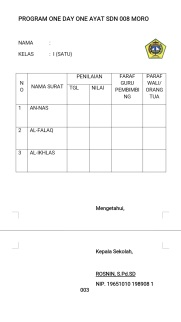 PROGRAM ONE DAY ONE AYAT SDN 008 MORO
NAMA :
KELAS : I (SATU)
NO NAMA SURAT PENILAIAN TGL NILAI PARAF GURU PEMBIMBING PARAF WALI/ORANG TUA
1 AN-NAS
2 AL-FALAQ
3 AL-IKHLAS
Mengetahui,
Kepala Sekolah,
ROSNIN, S.Pd.SD
NIP. 19651010 198908 1
003